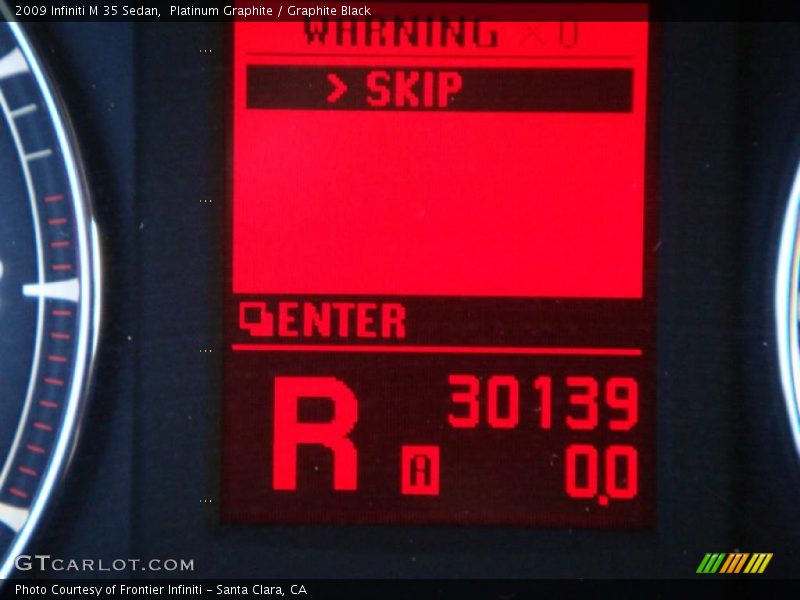 2009 Infiniti M 35 Sedan,  Platinum Graphite / Graphite Black
WARNING × 0
> SKIP
ENTER
R
30139
A
0.0
GTCARLOT.COM
Photo Courtesy of Frontier Infiniti - Santa Clara, CA